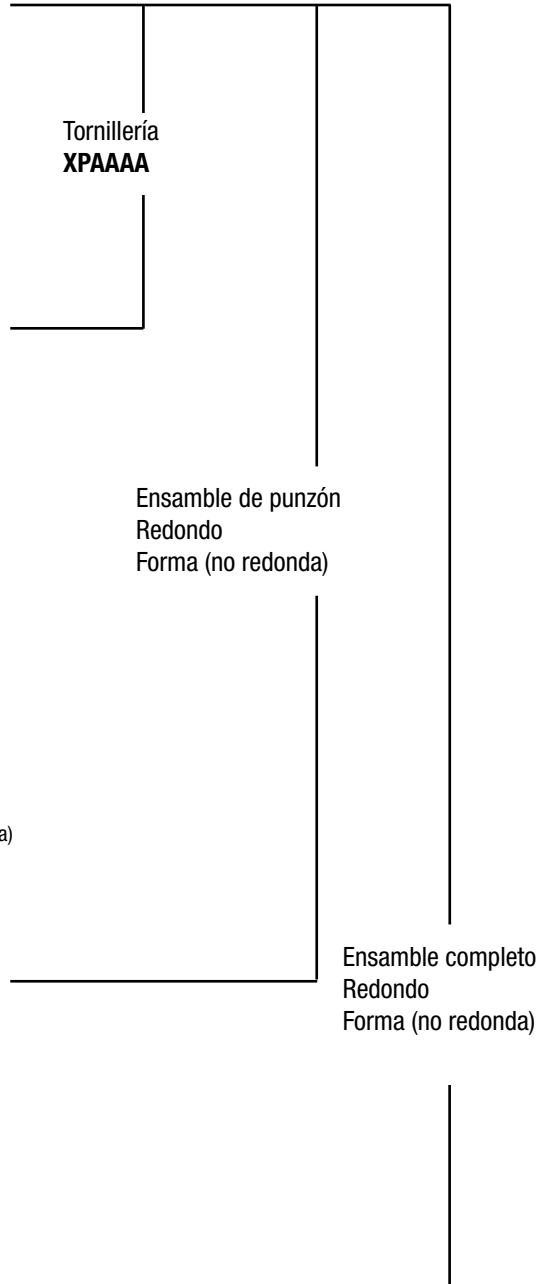 Tornillería
XPAAAA
Ensamble de punzón
Redondo
Forma (no redonda)
a)
Ensamble completo
Redondo
Forma (no redonda)